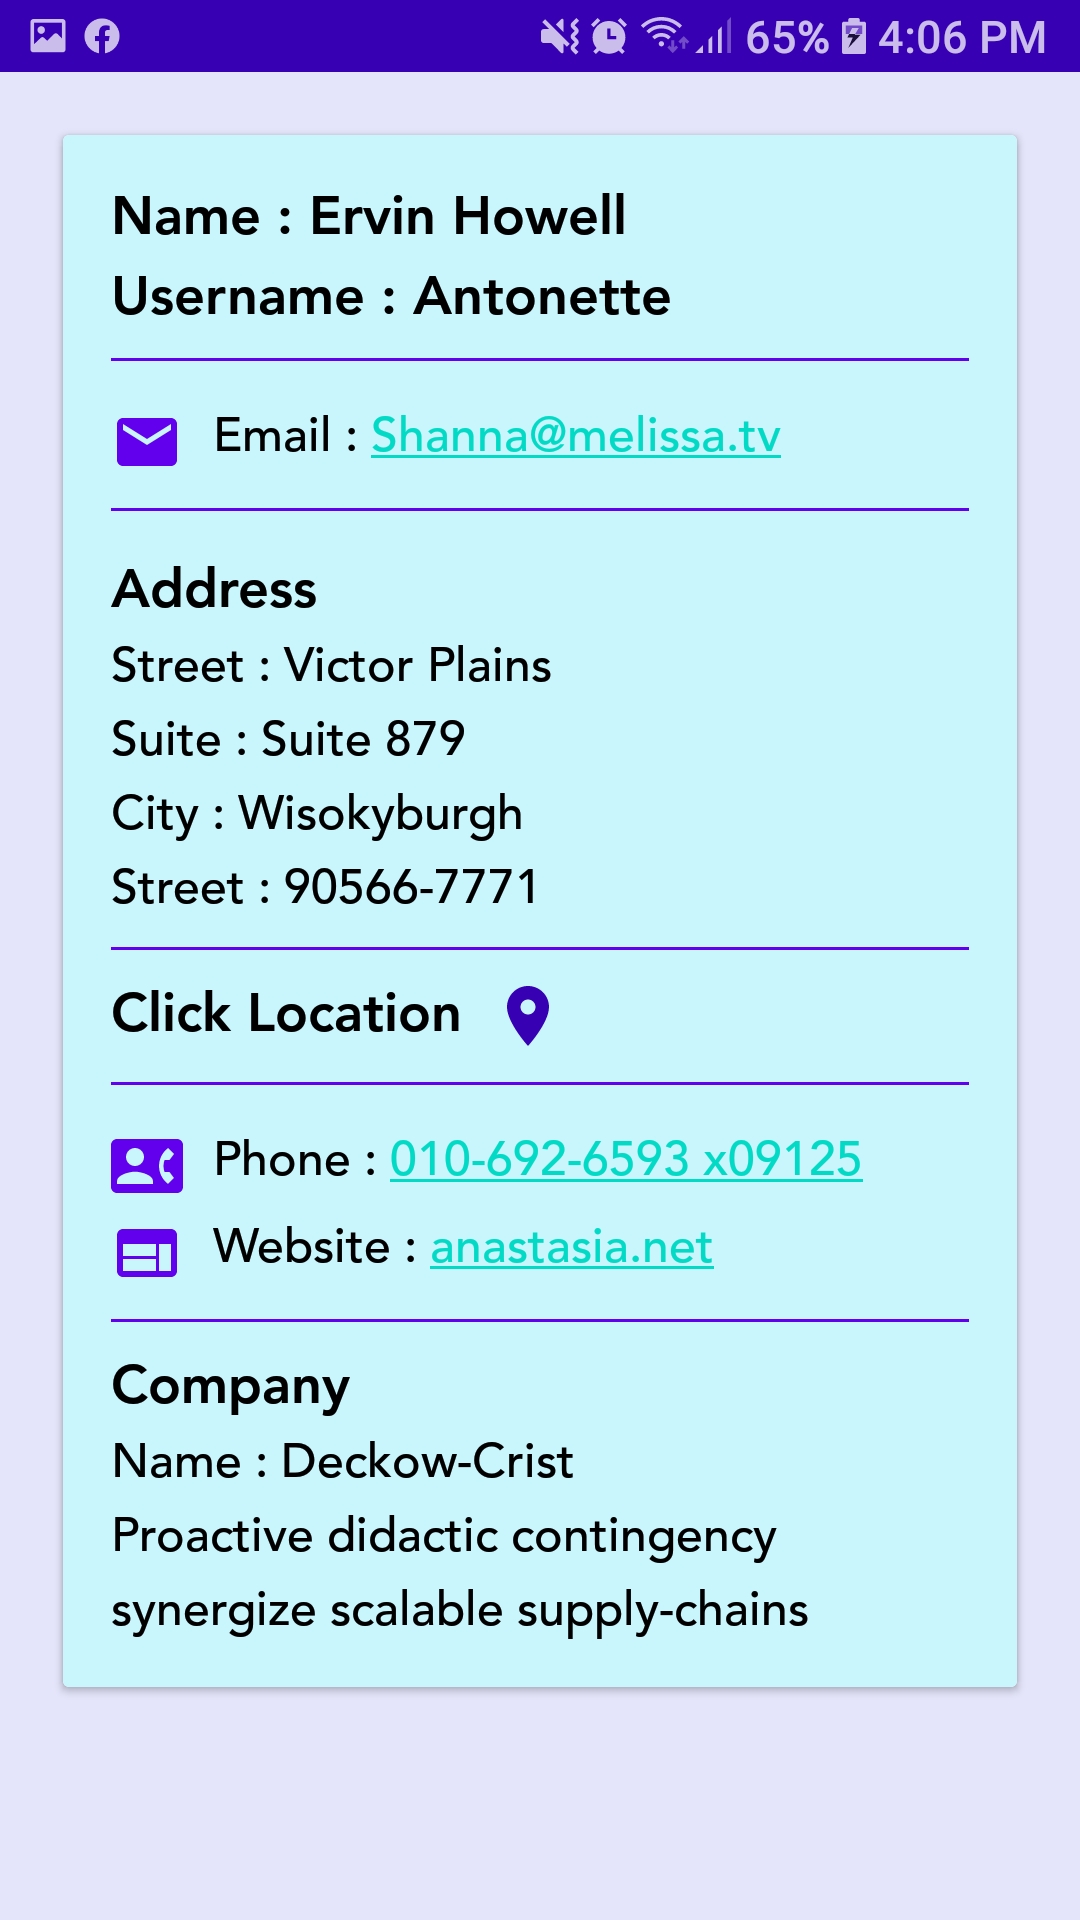 65% 4:06 PM
Name : Ervin Howell
Username : Antonette
Email : Shanna@melissa.tv
Address
Street : Victor Plains
Suite : Suite 879
City : Wisokyburgh
Street : 90566-7771
Click Location
Phone : 010-692-6593 x09125
Website : anastasia.net
Company
Name : Deckow-Crist
Proactive didactic contingency
synergize scalable supply-chains